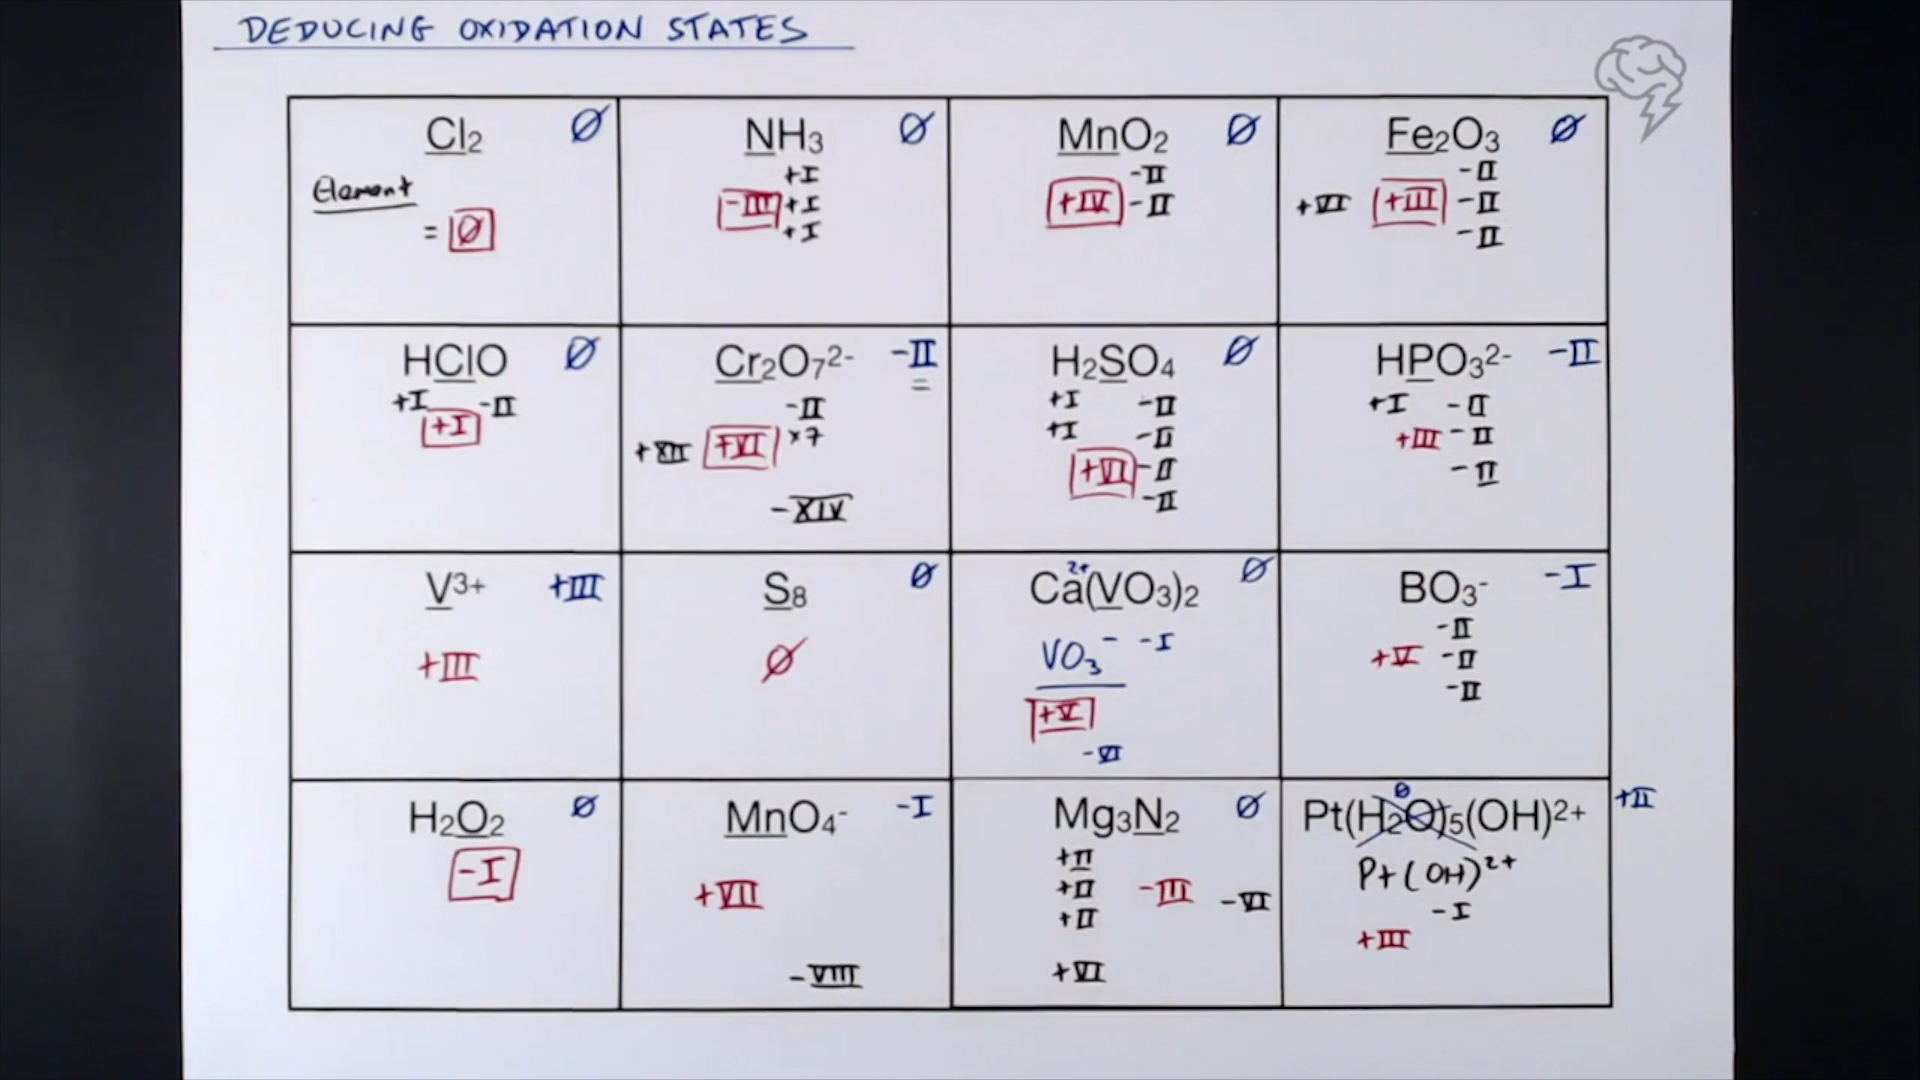 DEDUCING OXIDATION STATES
Cl2 Ø
Element
= Ø
NH3 Ø
+I
-III +I
+I
MnO2 Ø
-II
+IV -II
Fe2O3 Ø
-II
+VI +III -II
-II
HClO Ø
+I -II
+I
Cr2O7 2- -II
-II
+XII +VI x7
-XIV
H2SO4 Ø
+I -II
+I -II
+VI -II
-II
HPO3 2- -II
+I -II
+III -II
-II
V3+ +III
+III
S8 Ø
Ø
2+
Ca(VO3)2 Ø
VO3- -I
+V
-VI
BO3- -I
-II
+V -II
-II
H2O2 Ø
-I
MnO4- -I
+VII
-VIII
Mg3N2 Ø
+II
+II -III -VI
+II
+VI
Ø
Pt(H2O)5(OH)2+ +II
Pt(OH)2+
-I
+III